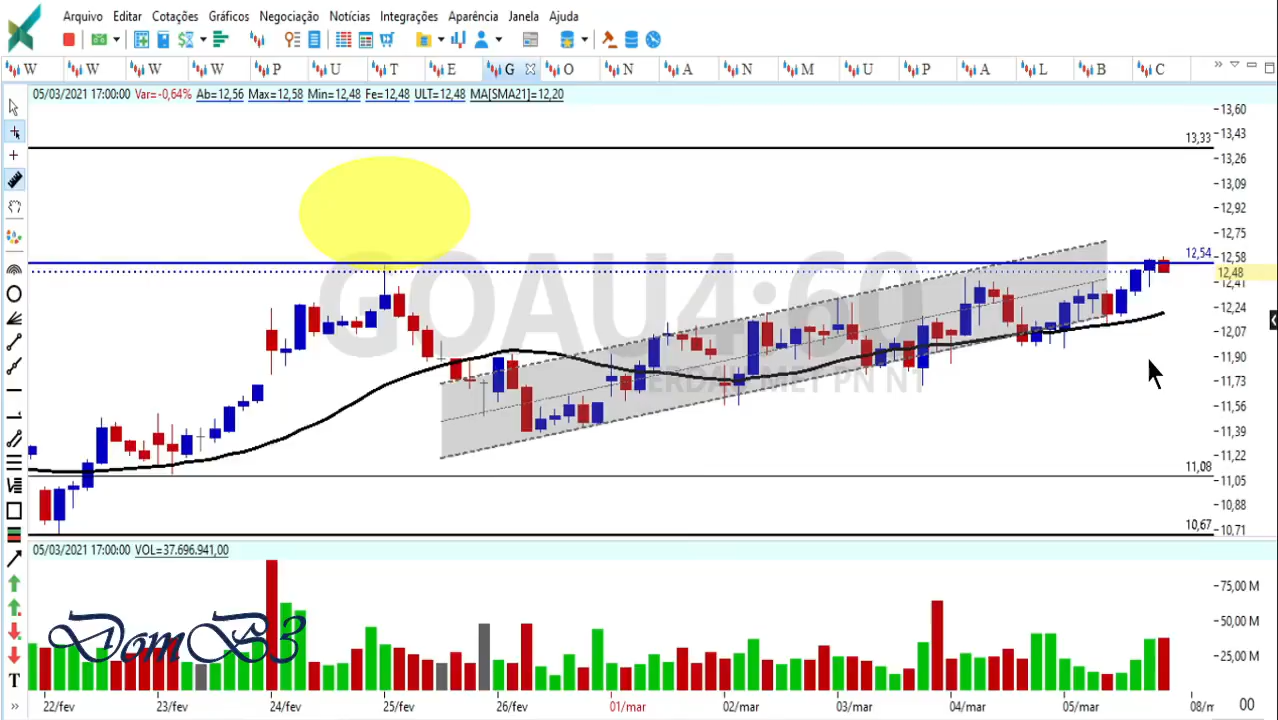 Arquivo Editar Cotações Gráficos Negociação Notícias Integrações Aparência Janela Ajuda
W W W W P U T E G O N A N M U P A L B C
05/03/2021 17:00:00 Var=-0,64% Ab=12,56 Max=12,58 Min=12,48 Fe=12,48 ULT=12,48 MA[SMA21]=12,20
13,60
13,43
13,33
13,26
13,09
12,92
12,75
12,54
12,58
12,48
12,41
GOAU4:60
12,24
12,07
11,90
GERDAU MET PN N1
11,73
11,56
11,39
11,22
11,08
11,05
10,88
10,67
10,71
05/03/2021 17:00:00 VOL=37.696.941,00
75,00 M
50,00 M
DomB3
25,00 M
T
22/fev 23/fev 24/fev 25/fev 26/fev 01/mar 02/mar 03/mar 04/mar 05/mar 08/m 00